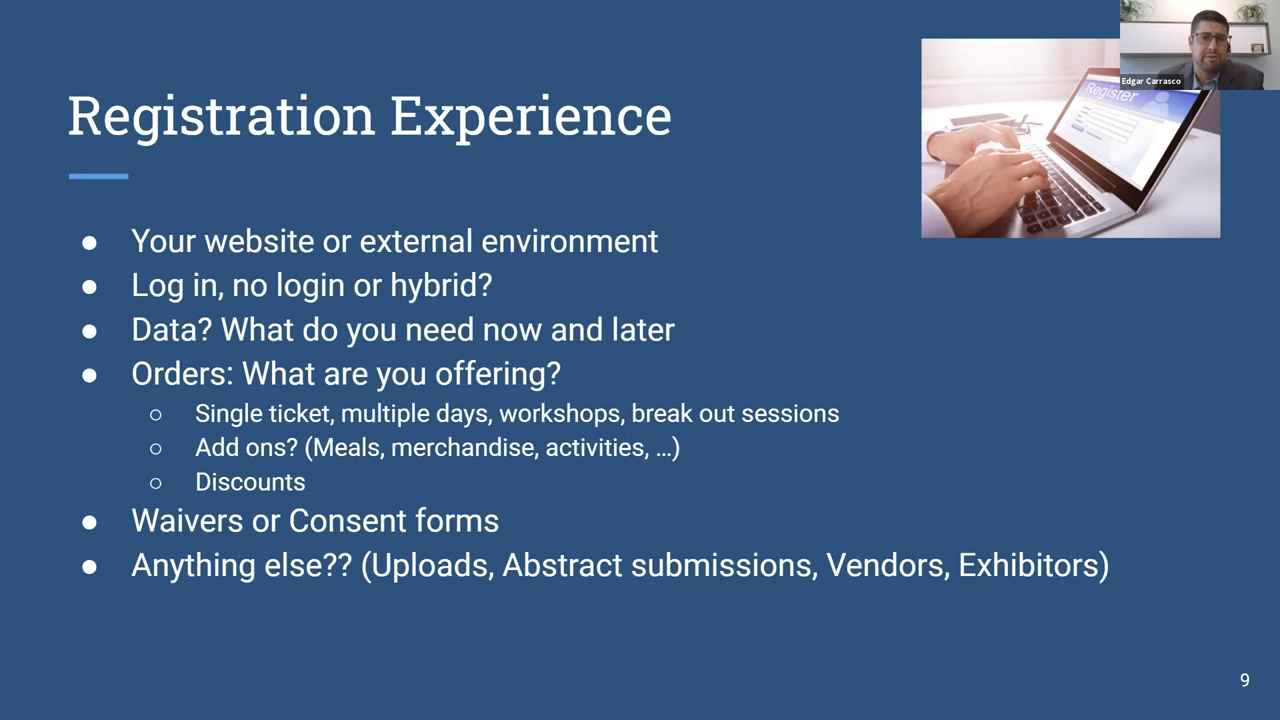 Edgar Carrasco
Register
Registration Experience
● Your website or external environment
● Log in, no login or hybrid?
● Data? What do you need now and later
● Orders: What are you offering?
○ Single ticket, multiple days, workshops, break out sessions
○ Add ons? (Meals, merchandise, activities, …)
○ Discounts
● Waivers or Consent forms
● Anything else?? (Uploads, Abstract submissions, Vendors, Exhibitors)
9